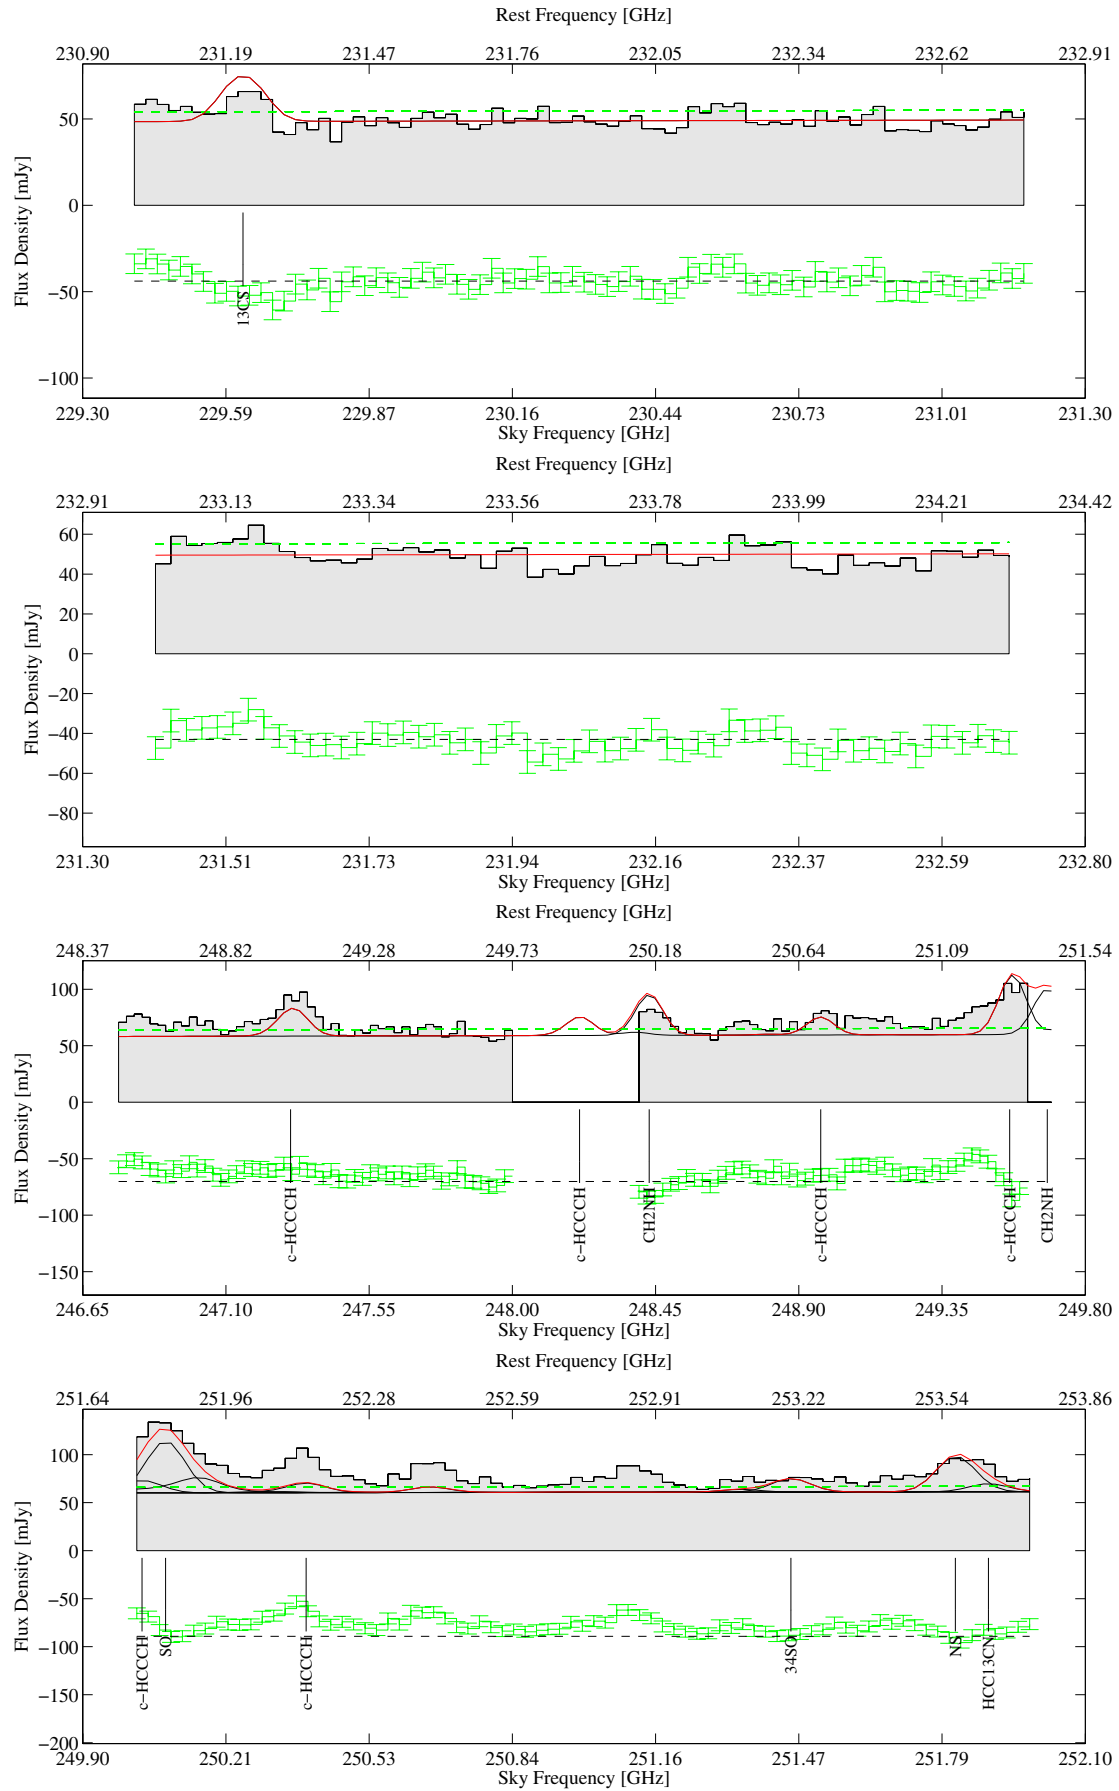 Rest Frequency [GHz]
230.90 231.19 231.47 231.76 232.05 232.34 232.62 232.91
50
0
−50
−100
Flux Density [mJy]
13CS
229.30 229.59 229.87 230.16 230.44 230.73 231.01 231.30
Sky Frequency [GHz]
Rest Frequency [GHz]
232.91 233.13 233.34 233.56 233.78 233.99 234.21 234.42
60
40
20
0
−20
−40
−60
−80
Flux Density [mJy]
231.30 231.51 231.73 231.94 232.16 232.37 232.59 232.80
Sky Frequency [GHz]
Rest Frequency [GHz]
248.37 248.82 249.28 249.73 250.18 250.64 251.09 251.54
100
50
0
−50
−100
−150
Flux Density [mJy]
c−HCCCH c−HCCCH CH2NH c−HCCCH c−HCCCH CH2NH
246.65 247.10 247.55 248.00 248.45 248.90 249.35 249.80
Sky Frequency [GHz]
Rest Frequency [GHz]
251.64 251.96 252.28 252.59 252.91 253.22 253.54 253.86
100
50
0
−50
−100
−150
−200
Flux Density [mJy]
c−HCCCH SO c−HCCCH 34SO NS HCC13CN
249.90 250.21 250.53 250.84 251.16 251.47 251.79 252.10
Sky Frequency [GHz]